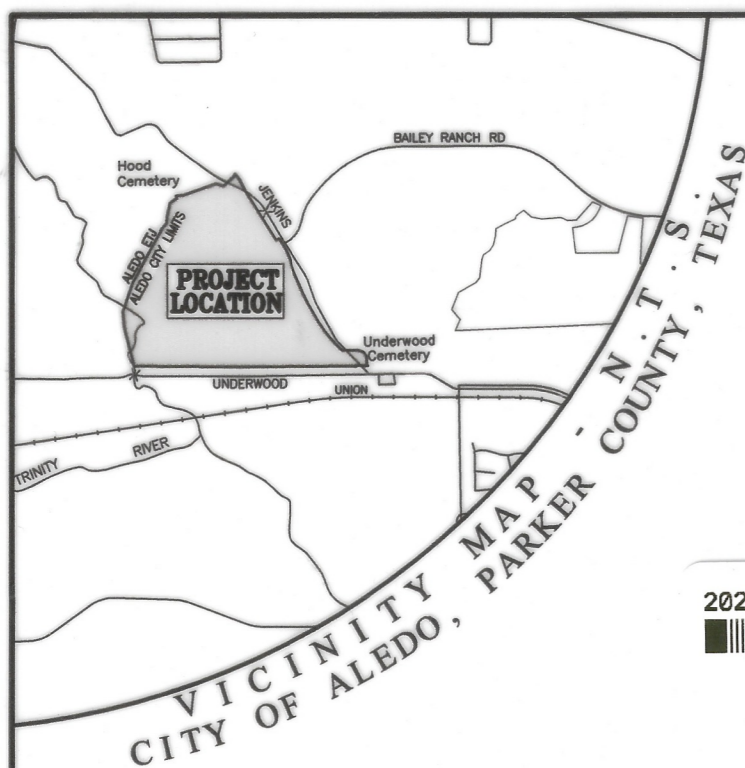 BAILEY RANCH RD
Hood
Cemetery
JENKINS
ALEDO ETJ
ALEDO CITY LIMITS
PROJECT
LOCATION
Underwood
Cemetery
UNDERWOOD
UNION
TRINITY RIVER
VICINITY MAP - N.T.S.
CITY OF ALEDO, PARKER COUNTY, TEXAS
202